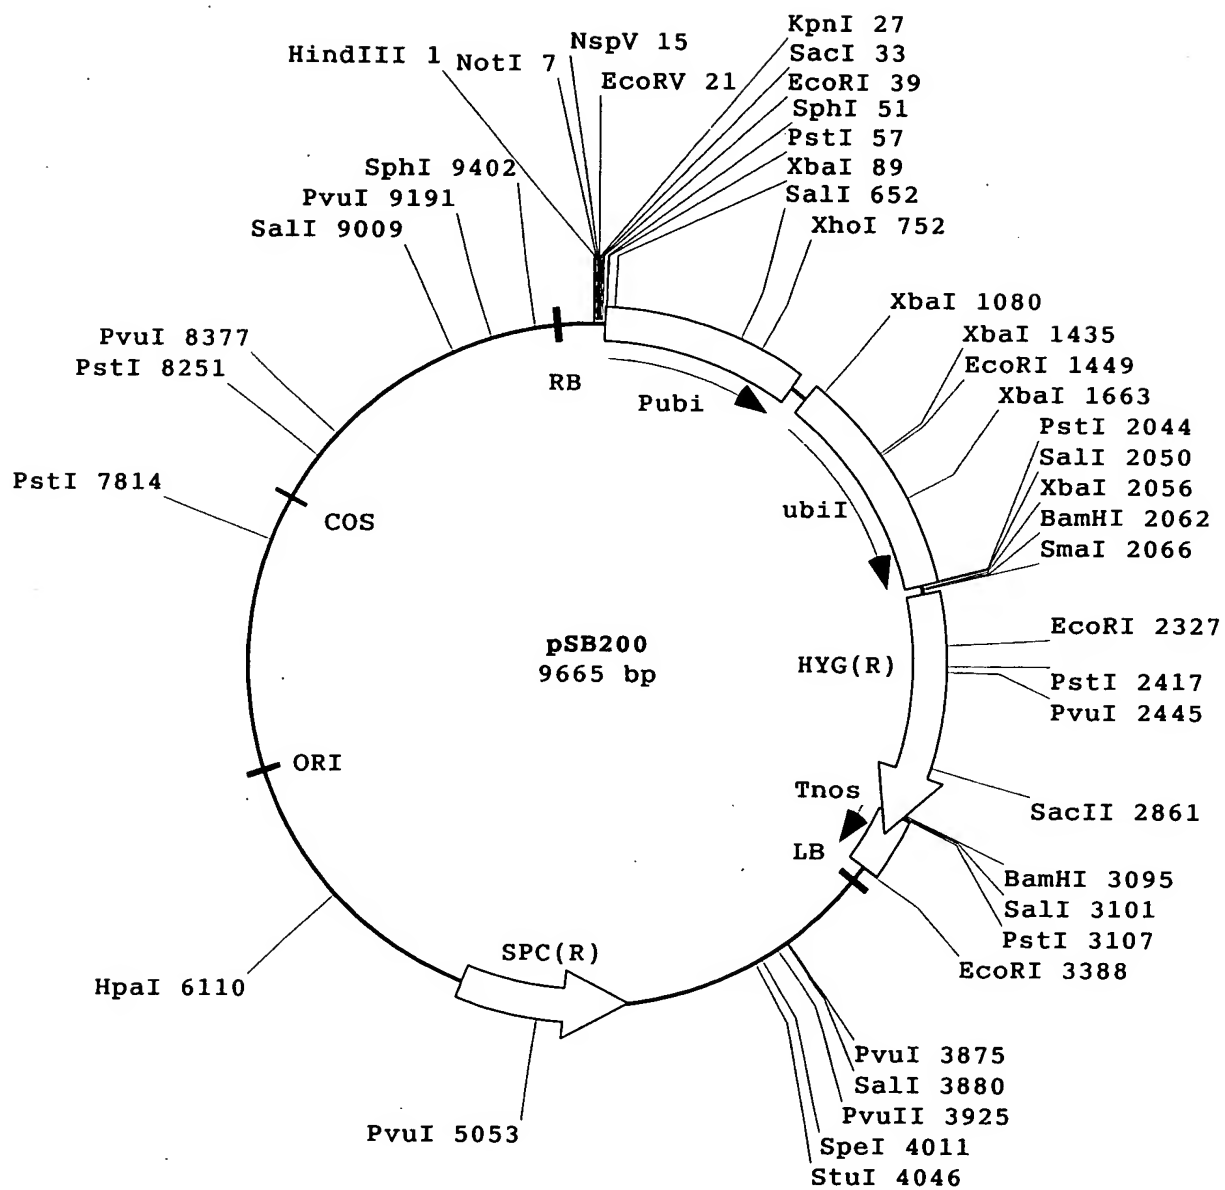 HindIII 1
NotI 7
NspV 15
EcoRV 21
KpnI 27
SacI 33
EcoRI 39
SphI 51
PstI 57
XbaI 89
SalI 652
XhoI 752
XbaI 1080
XbaI 1435
EcoRI 1449
XbaI 1663
PstI 2044
SalI 2050
XbaI 2056
BamHI 2062
SmaI 2066
EcoRI 2327
PstI 2417
PvuI 2445
SacII 2861
BamHI 3095
SalI 3101
PstI 3107
EcoRI 3388
PvuI 3875
SalI 3880
PvuII 3925
SpeI 4011
StuI 4046
PvuI 5053
HpaI 6110
PstI 7814
PstI 8251
PvuI 8377
SalI 9009
PvuI 9191
SphI 9402
RB
Pubi
ubiI
HYG(R)
Tnos
LB
SPC(R)
ORI
COS
pSB200
9665 bp